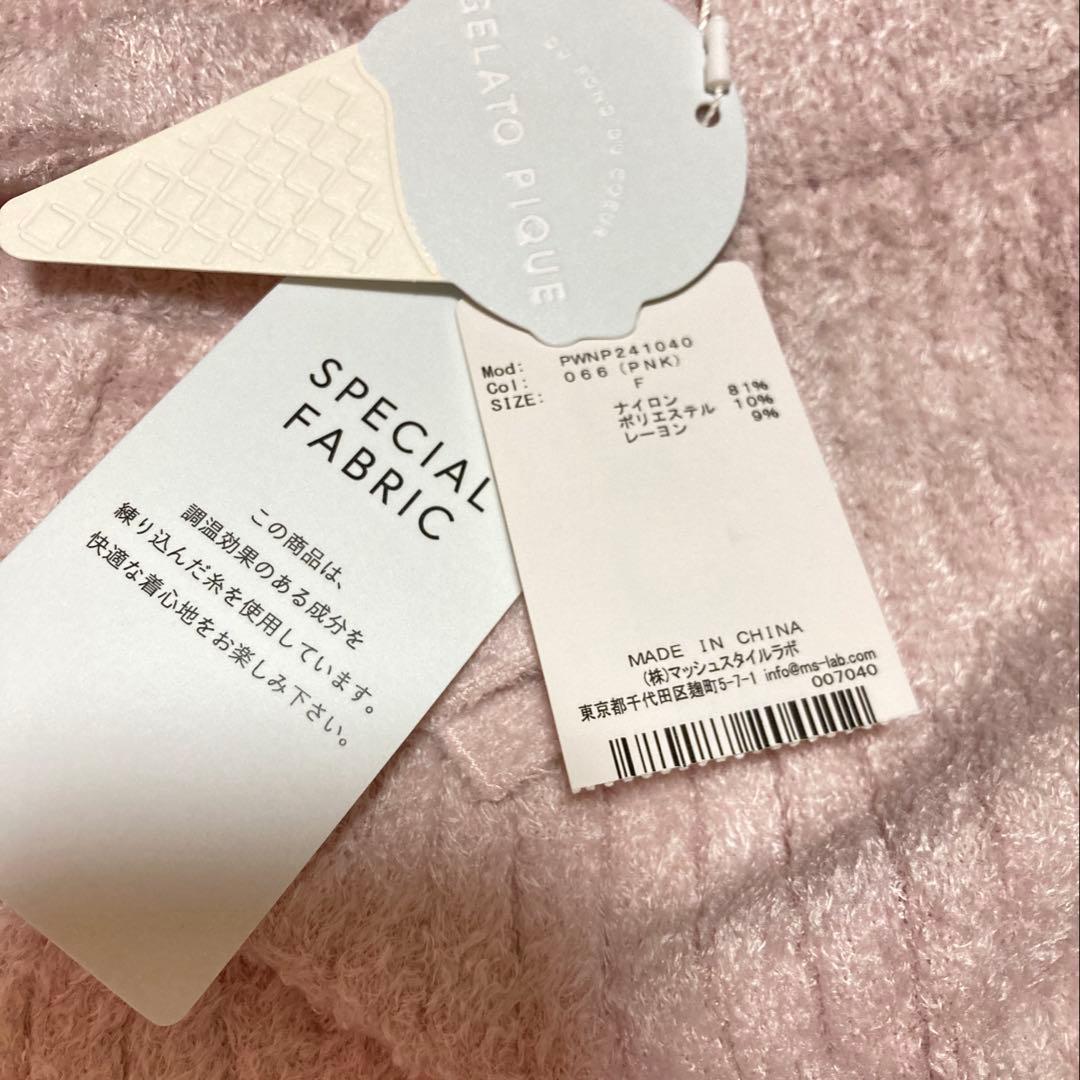 GELATO PIQUE
SPECIAL
FABRIC
この商品は、
調温効果のある成分を
練り込んだ糸を使用しています。
快適な着心地をお楽しみ下さい。
Mod: PWNP241040
Col: 066 (PNK)
SIZE: F
ナイロン 81%
ポリエステル 10%
レーヨン 9%
MADE IN CHINA
(株)マッシュスタイルラボ
東京都千代田区麹町5-7-1 info@ms-lab.com
007040